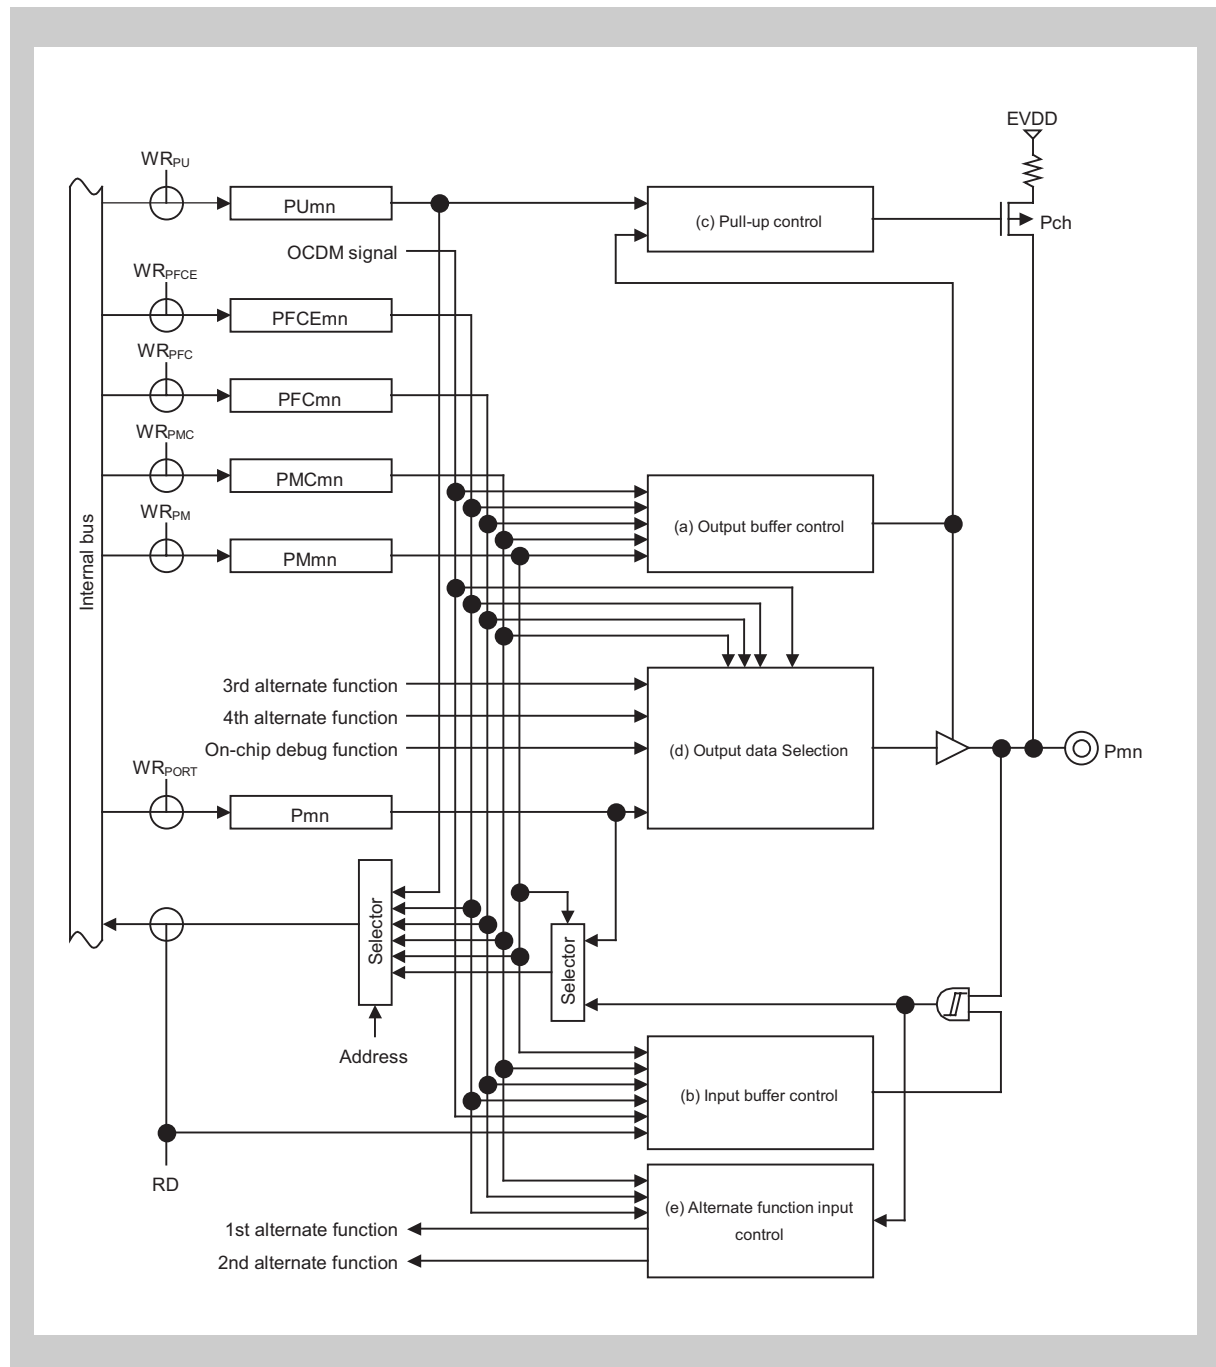 EVDD
WRPU
PUmn
(c) Pull-up control
Pch
OCDM signal
WRPFCE
PFCEmn
WRPFC
PFCmn
WRPMC
PMCmn
WRPM
PMmn
(a) Output buffer control
Internal bus
3rd alternate function
4th alternate function
On-chip debug function
(d) Output data Selection
Pmn
WRPORT
Pmn
Selector
Selector
Address
(b) Input buffer control
RD
(e) Alternate function input
control
1st alternate function
2nd alternate function